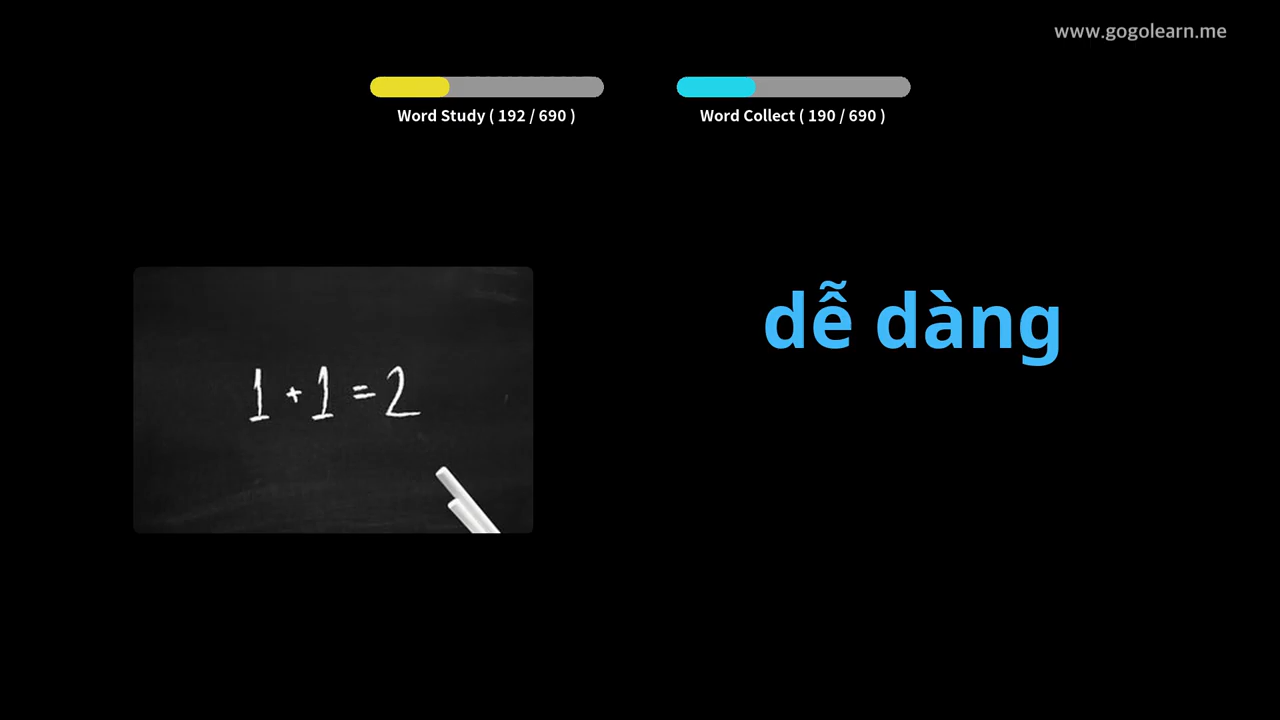 www.gogolearn.me
Word Study ( 192 / 690 )
Word Collect ( 190 / 690 )
dễ dàng
1 + 1 = 2